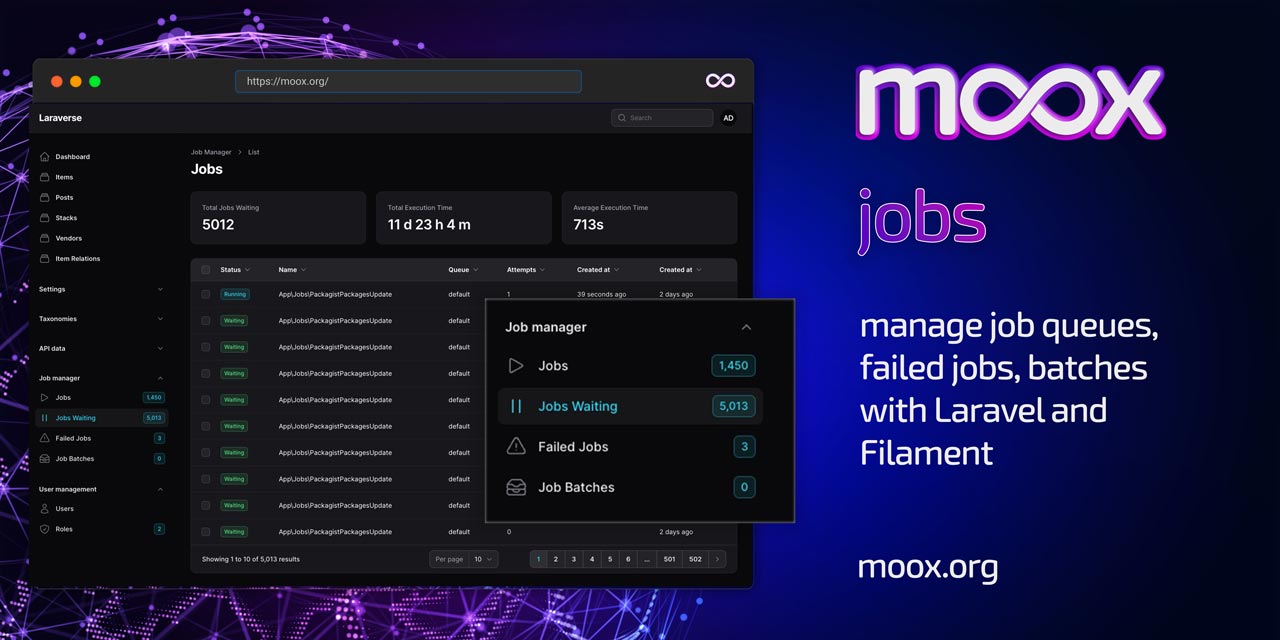 https://moox.org/
Laraverse
Search
AD
Dashboard
Items
Posts
Stacks
Vendors
Item Relations
Settings
Taxonomies
API data
Job manager
Jobs 1,450
Jobs Waiting 5,013
Failed Jobs 3
Job Batches 0
User management
Users
Roles 2
Job Manager > List
Jobs
Total Jobs Waiting
5012
Total Execution Time
11 d 23 h 4 m
Average Execution Time
713s
Status Name Queue Attempts Created at Created at
Running App\Jobs\PackagistPackagesUpdate default 1 39 seconds ago 2 days ago
Waiting App\Jobs\PackagistPackagesUpdate default
Waiting App\Jobs\PackagistPackagesUpdate default
Waiting App\Jobs\PackagistPackagesUpdate default
Waiting App\Jobs\PackagistPackagesUpdate default
Waiting App\Jobs\PackagistPackagesUpdate default
Waiting App\Jobs\PackagistPackagesUpdate default
Waiting App\Jobs\PackagistPackagesUpdate default
Waiting App\Jobs\PackagistPackagesUpdate default
Waiting App\Jobs\PackagistPackagesUpdate default 0 2 days ago
Showing 1 to 10 of 5,013 results
Per page 10
1 2 3 4 5 6 ... 501 502 >
Job manager
Jobs 1,450
Jobs Waiting 5,013
Failed Jobs 3
Job Batches 0
moox
jobs
manage job queues,
failed jobs, batches
with Laravel and
Filament
moox.org